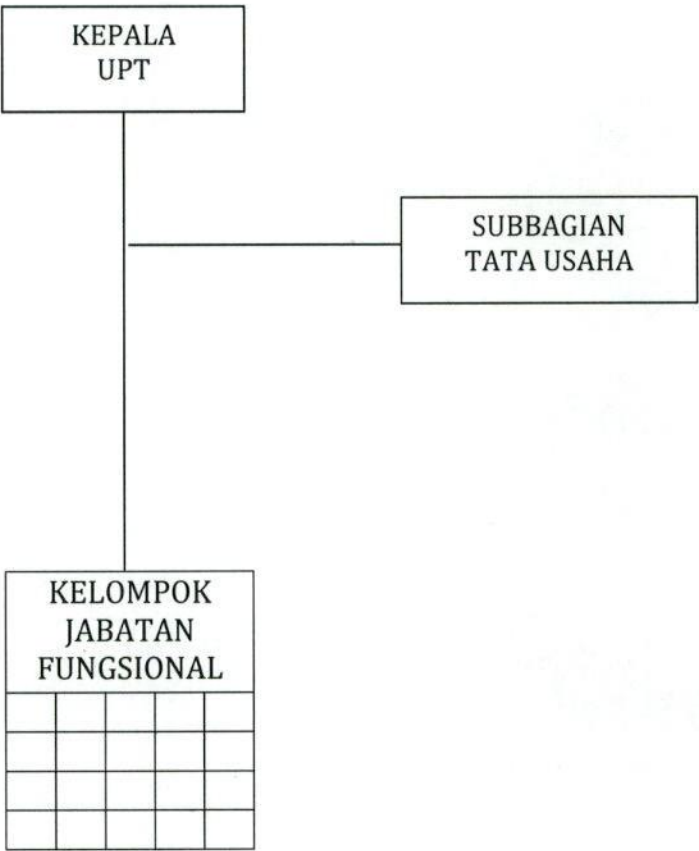 KEPALA
UPT
SUBBAGIAN
TATA USAHA
KELOMPOK
JABATAN
FUNGSIONAL